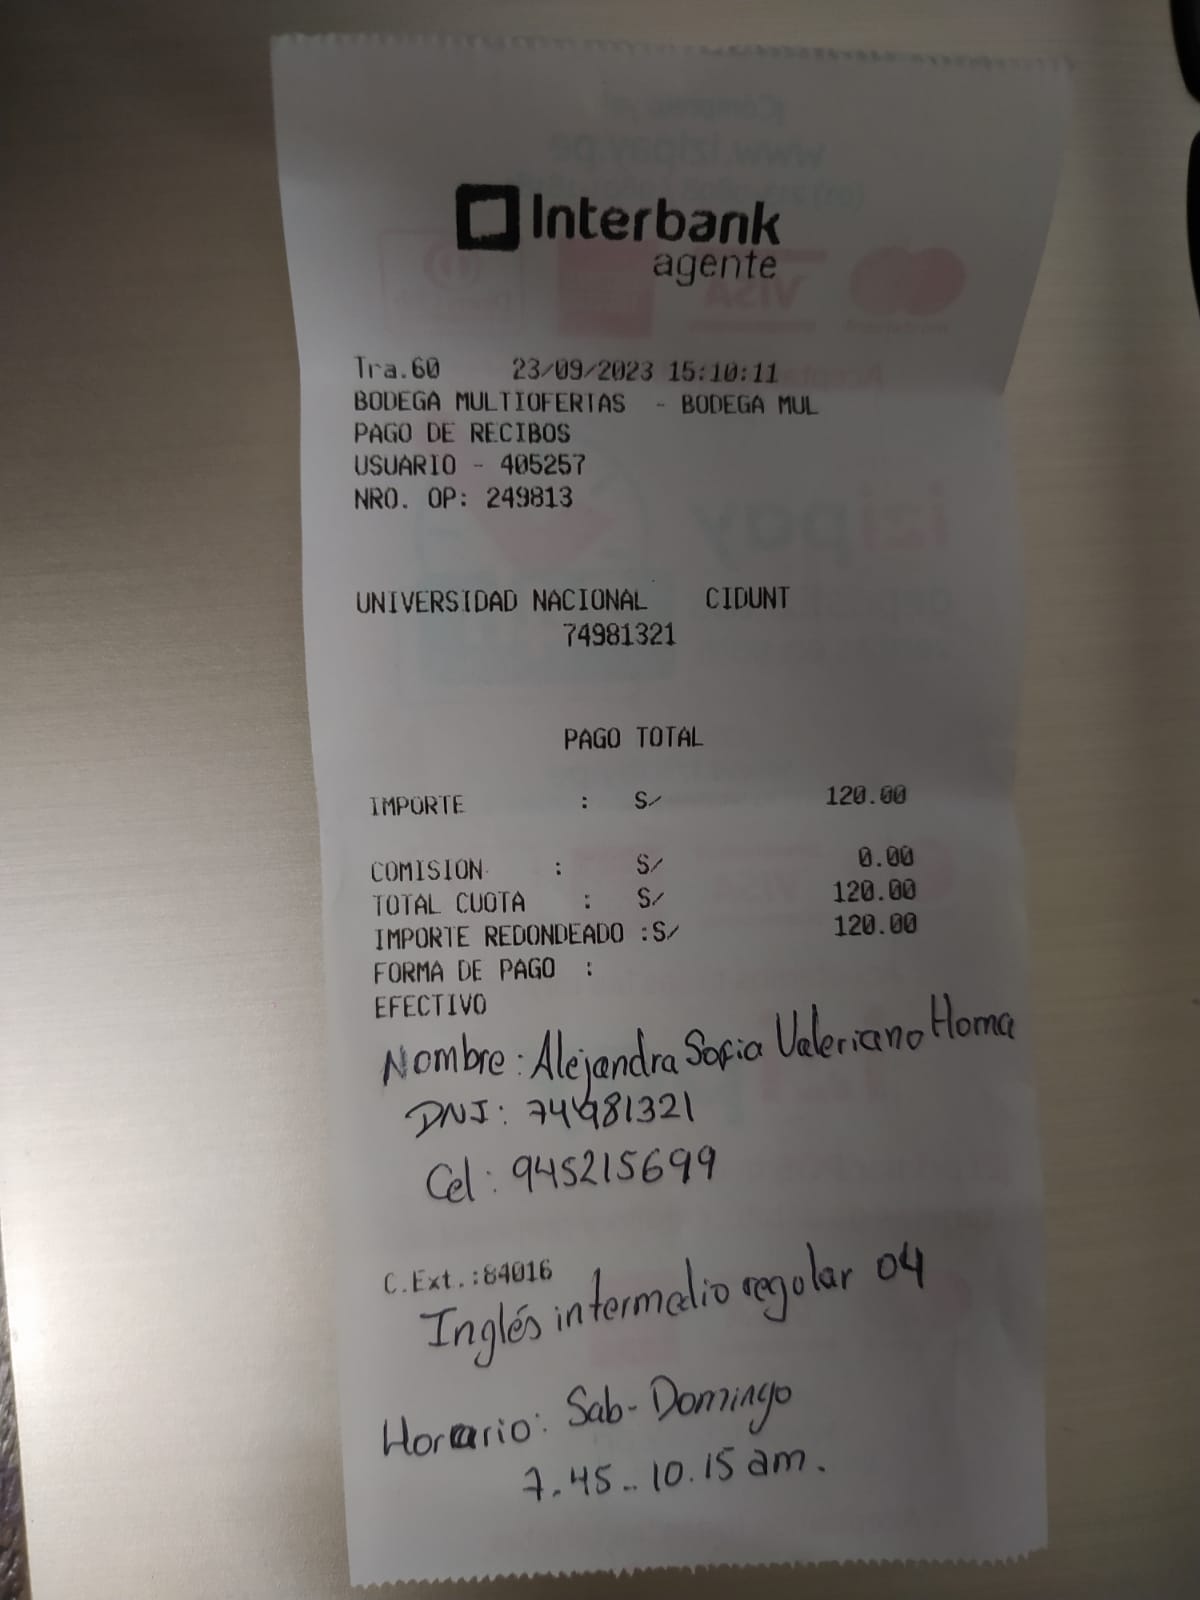 Interbank
agente
Tra.60 23/09/2023 15:10:11
BODEGA MULTIOFERTAS - BODEGA MUL
PAGO DE RECIBOS
USUARIO - 405257
NRO. OP: 249813
UNIVERSIDAD NACIONAL CIDUNT
74981321
PAGO TOTAL
IMPORTE : S/ 120.00
COMISION : S/ 0.00
TOTAL CUOTA : S/ 120.00
IMPORTE REDONDEADO :S/ 120.00
FORMA DE PAGO :
EFECTIVO
Nombre: Alejandra Sofia Valeriano Homa
DNI: 74981321
Cel: 945215699
C.Ext.:84016
Inglés intermedio regular 04
Horario: Sab-Domingo
7.45 .. 10.15 am.